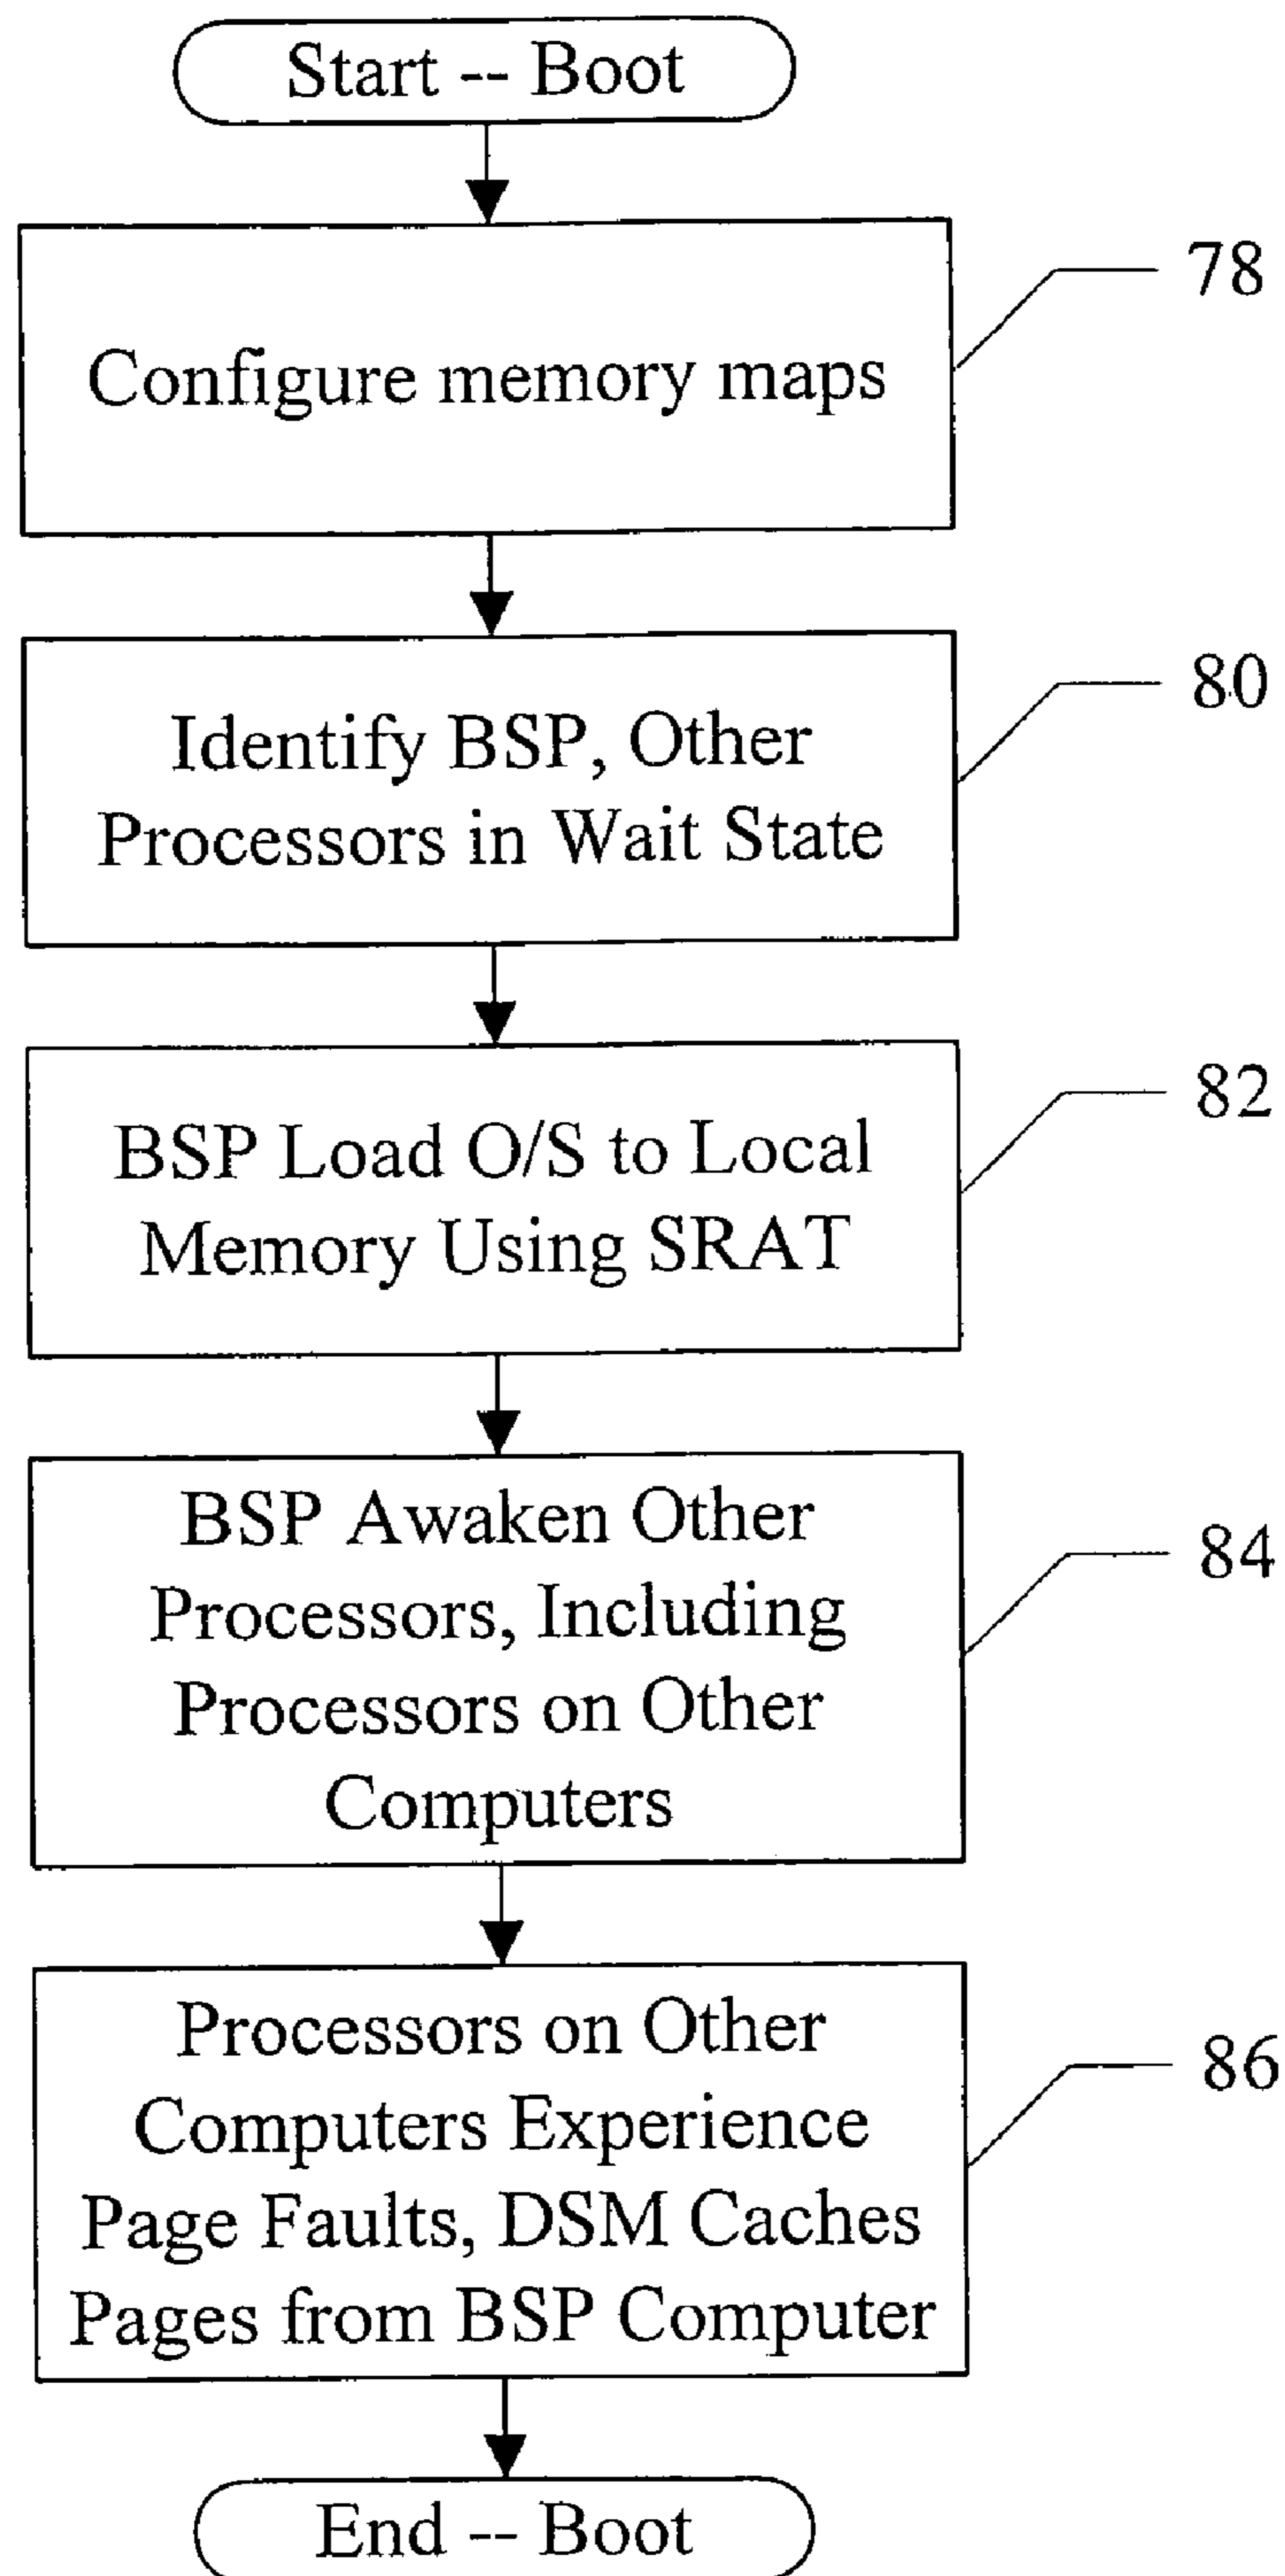 Start -- Boot
Configure memory maps
78
Identify BSP, Other
Processors in Wait State
80
BSP Load O/S to Local
Memory Using SRAT
82
BSP Awaken Other
Processors, Including
Processors on Other
Computers
84
Processors on Other
Computers Experience
Page Faults, DSM Caches
Pages from BSP Computer
86
End -- Boot